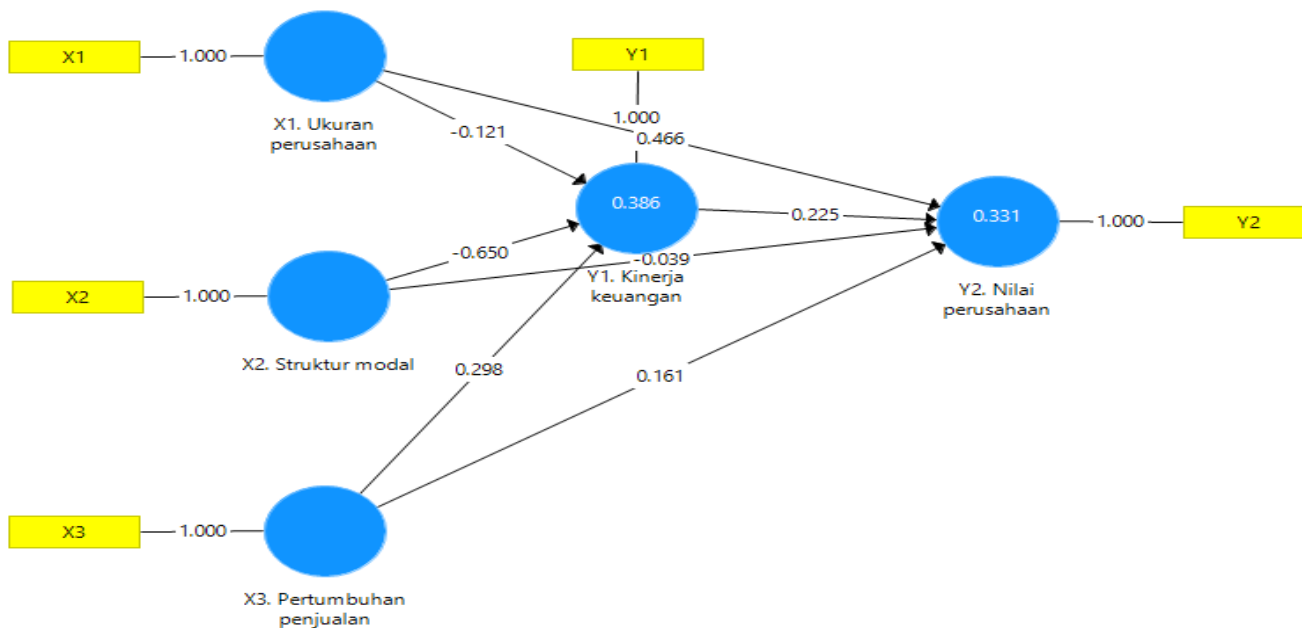 X1
1.000
X1. Ukuran
perusahaan
Y1
1.000
-0.121
0.466
0.386
Y1. Kinerja
keuangan
0.225
0.331
1.000
Y2
Y2. Nilai
perusahaan
X2
1.000
X2. Struktur modal
-0.650
-0.039
0.298
0.161
X3
1.000
X3. Pertumbuhan
penjualan